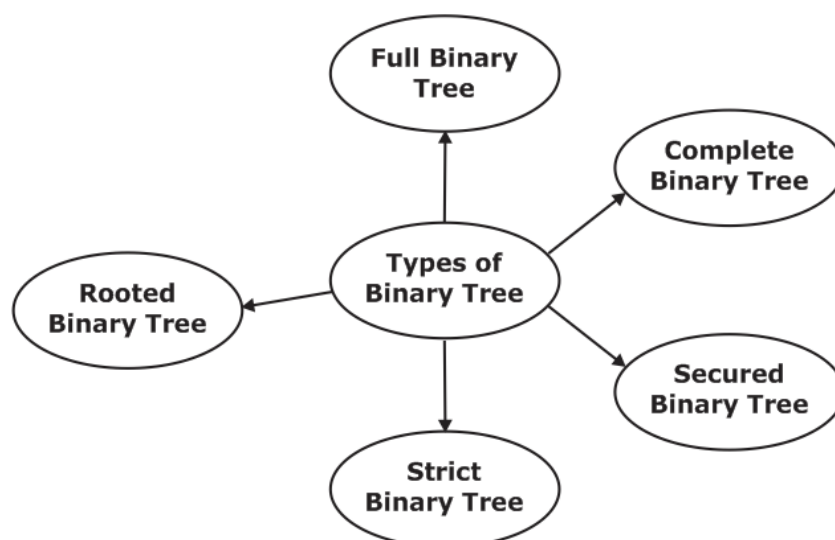 Full Binary
Tree
Complete
Binary Tree
Types of
Binary Tree
Rooted
Binary Tree
Secured
Binary Tree
Strict
Binary Tree